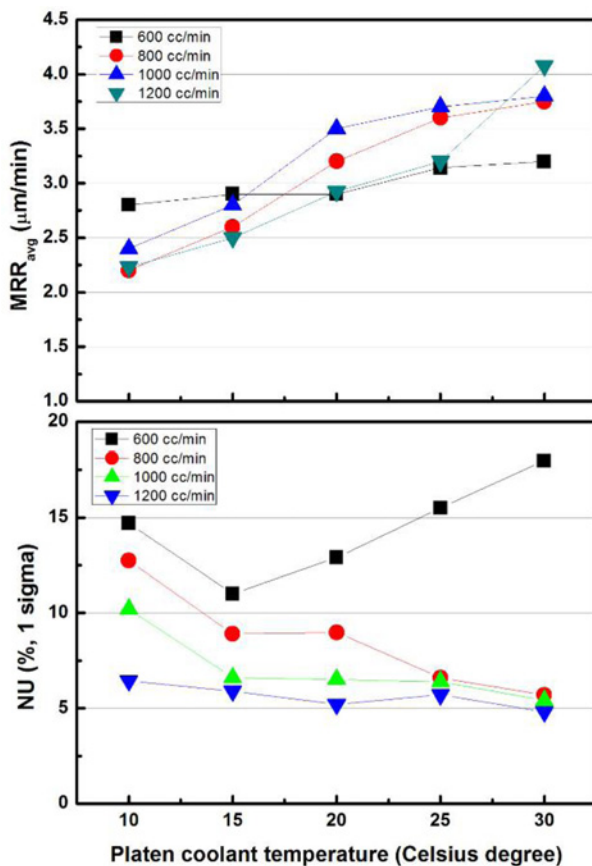 4.5
4.0
3.5
3.0
2.5
2.0
1.5
1.0
MRRavg (μm/min)
600 cc/min
800 cc/min
1000 cc/min
1200 cc/min
20
15
10
5
0
NU (%, 1 sigma)
600 cc/min
800 cc/min
1000 cc/min
1200 cc/min
10 15 20 25 30
Platen coolant temperature (Celsius degree)